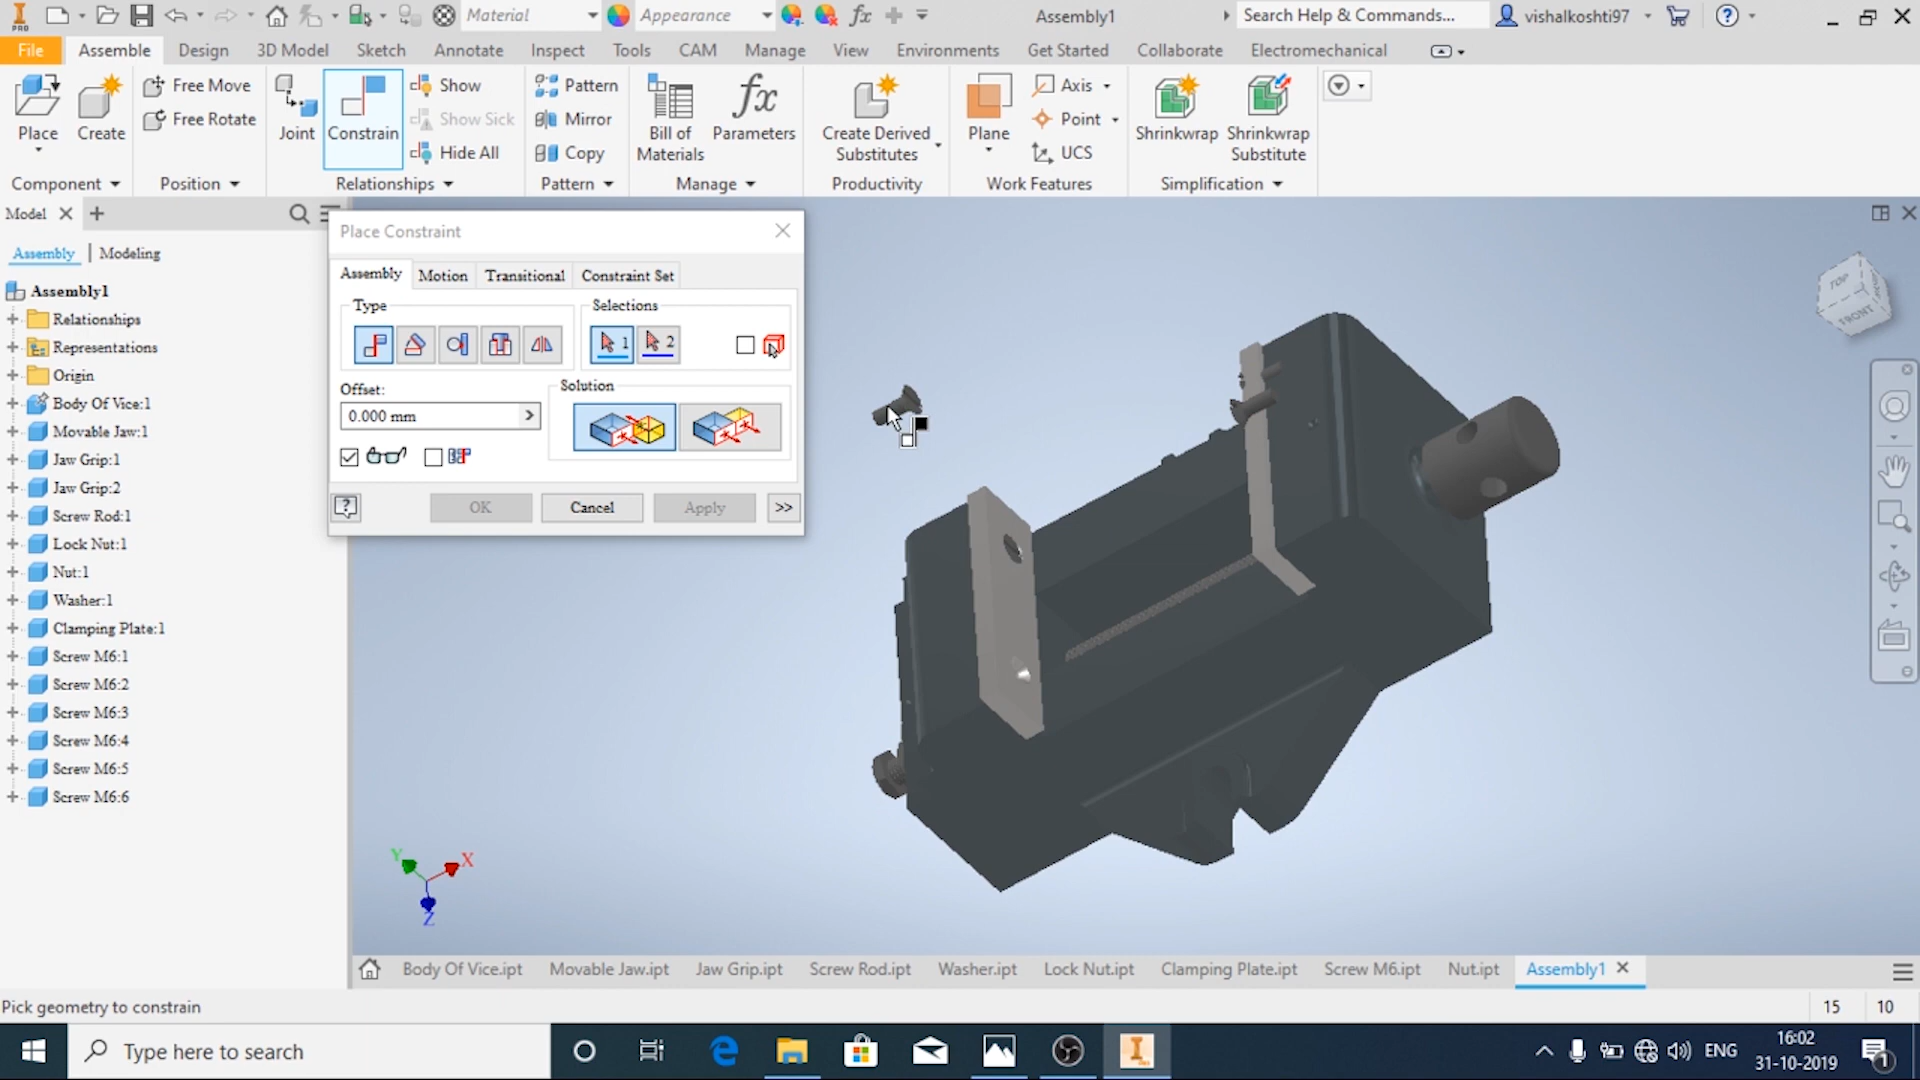 PRO
Material
Appearance
Assembly1
Search Help & Commands...
vishalkoshti97
File
Assemble
Design
3D Model
Sketch
Annotate
Inspect
Tools
CAM
Manage
View
Environments
Get Started
Collaborate
Electromechanical
Place
Create
Free Move
Free Rotate
Joint
Constrain
Show
Show Sick
Hide All
Pattern
Mirror
Copy
Bill of
Materials
Parameters
Create Derived
Substitutes
Plane
Axis
Point
UCS
Shrinkwrap
Shrinkwrap
Substitute
Component
Position
Relationships
Pattern
Manage
Productivity
Work Features
Simplification
Model
Assembly
Modeling
Assembly1
Relationships
Representations
Origin
Body Of Vice:1
Movable Jaw:1
Jaw Grip:1
Jaw Grip:2
Screw Rod:1
Lock Nut:1
Nut:1
Washer:1
Clamping Plate:1
Screw M6:1
Screw M6:2
Screw M6:3
Screw M6:4
Screw M6:5
Screw M6:6
Place Constraint
Assembly
Motion
Transitional
Constraint Set
Type
Selections
1
2
Offset:
0.000 mm
Solution
OK
Cancel
Apply
>>
TOP
FRONT
Y
X
Z
Body Of Vice.ipt
Movable Jaw.ipt
Jaw Grip.ipt
Screw Rod.ipt
Washer.ipt
Lock Nut.ipt
Clamping Plate.ipt
Screw M6.ipt
Nut.ipt
Assembly1
Pick geometry to constrain
15
10
Type here to search
ENG
16:02
31-10-2019
1